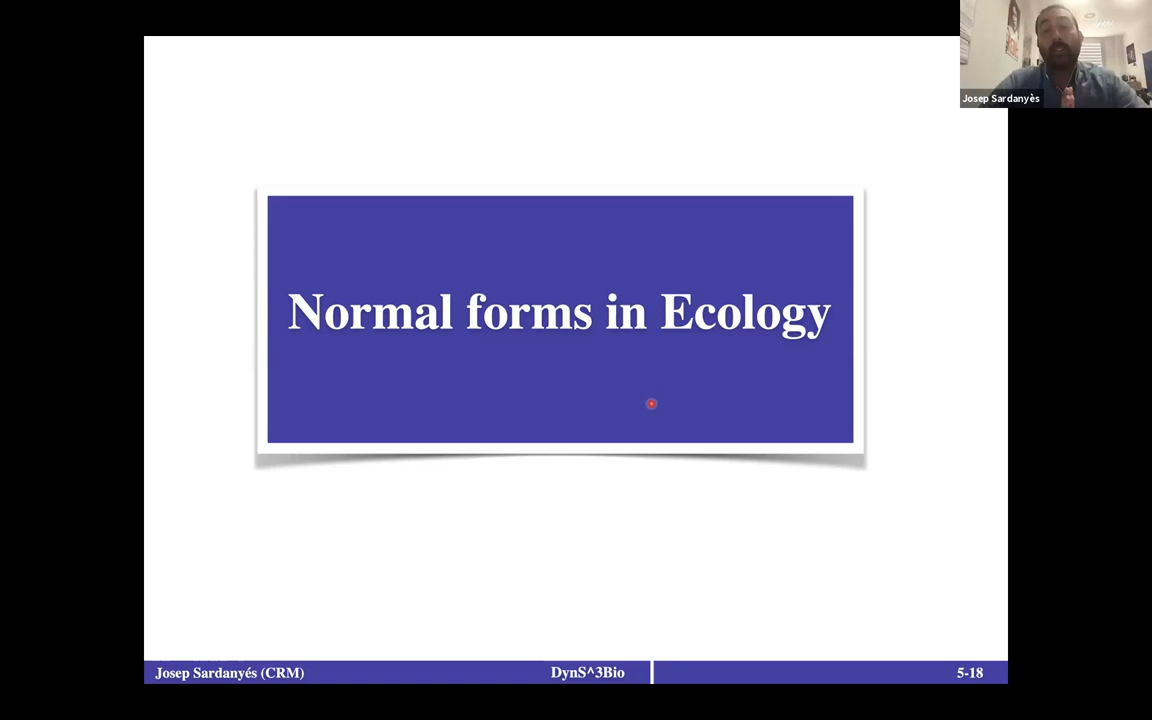 Josep Sardanyès
Normal forms in Ecology
Josep Sardanyés (CRM)
DynS^3Bio
5-18